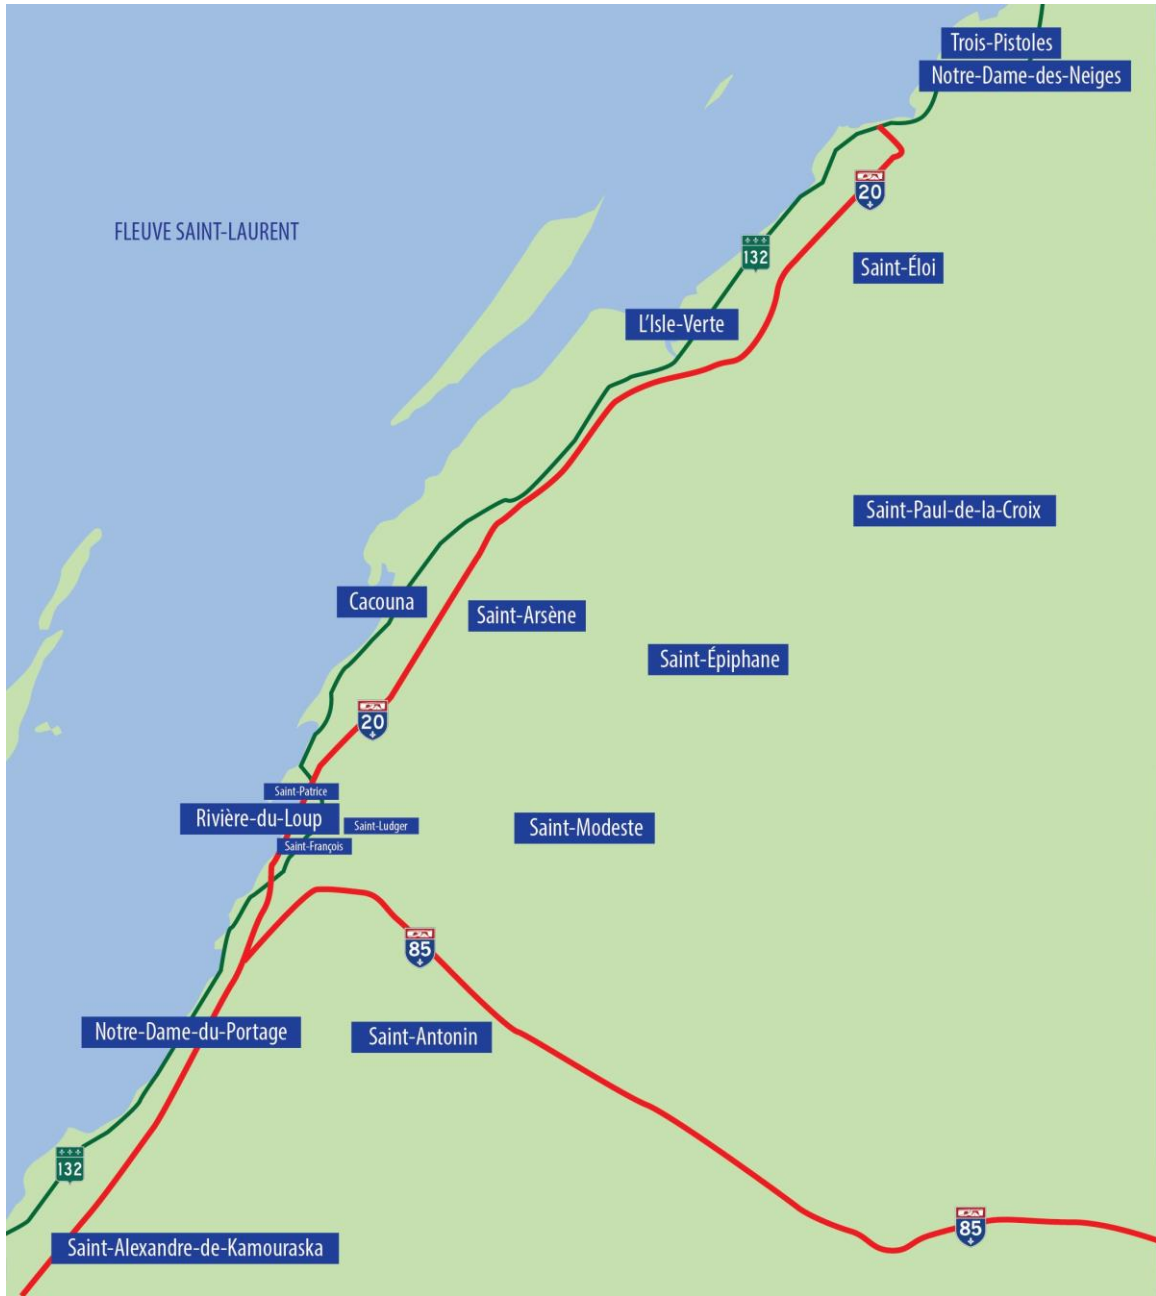 Trois-Pistoles
Notre-Dame-des-Neiges
20
FLEUVE SAINT-LAURENT
132
Saint-Éloi
L'Isle-Verte
Saint-Paul-de-la-Croix
Cacouna
Saint-Arsène
Saint-Épiphane
20
Saint-Patrice
Rivière-du-Loup
Saint-Ludger
Saint-Modeste
Saint-François
85
Notre-Dame-du-Portage
Saint-Antonin
132
85
Saint-Alexandre-de-Kamouraska